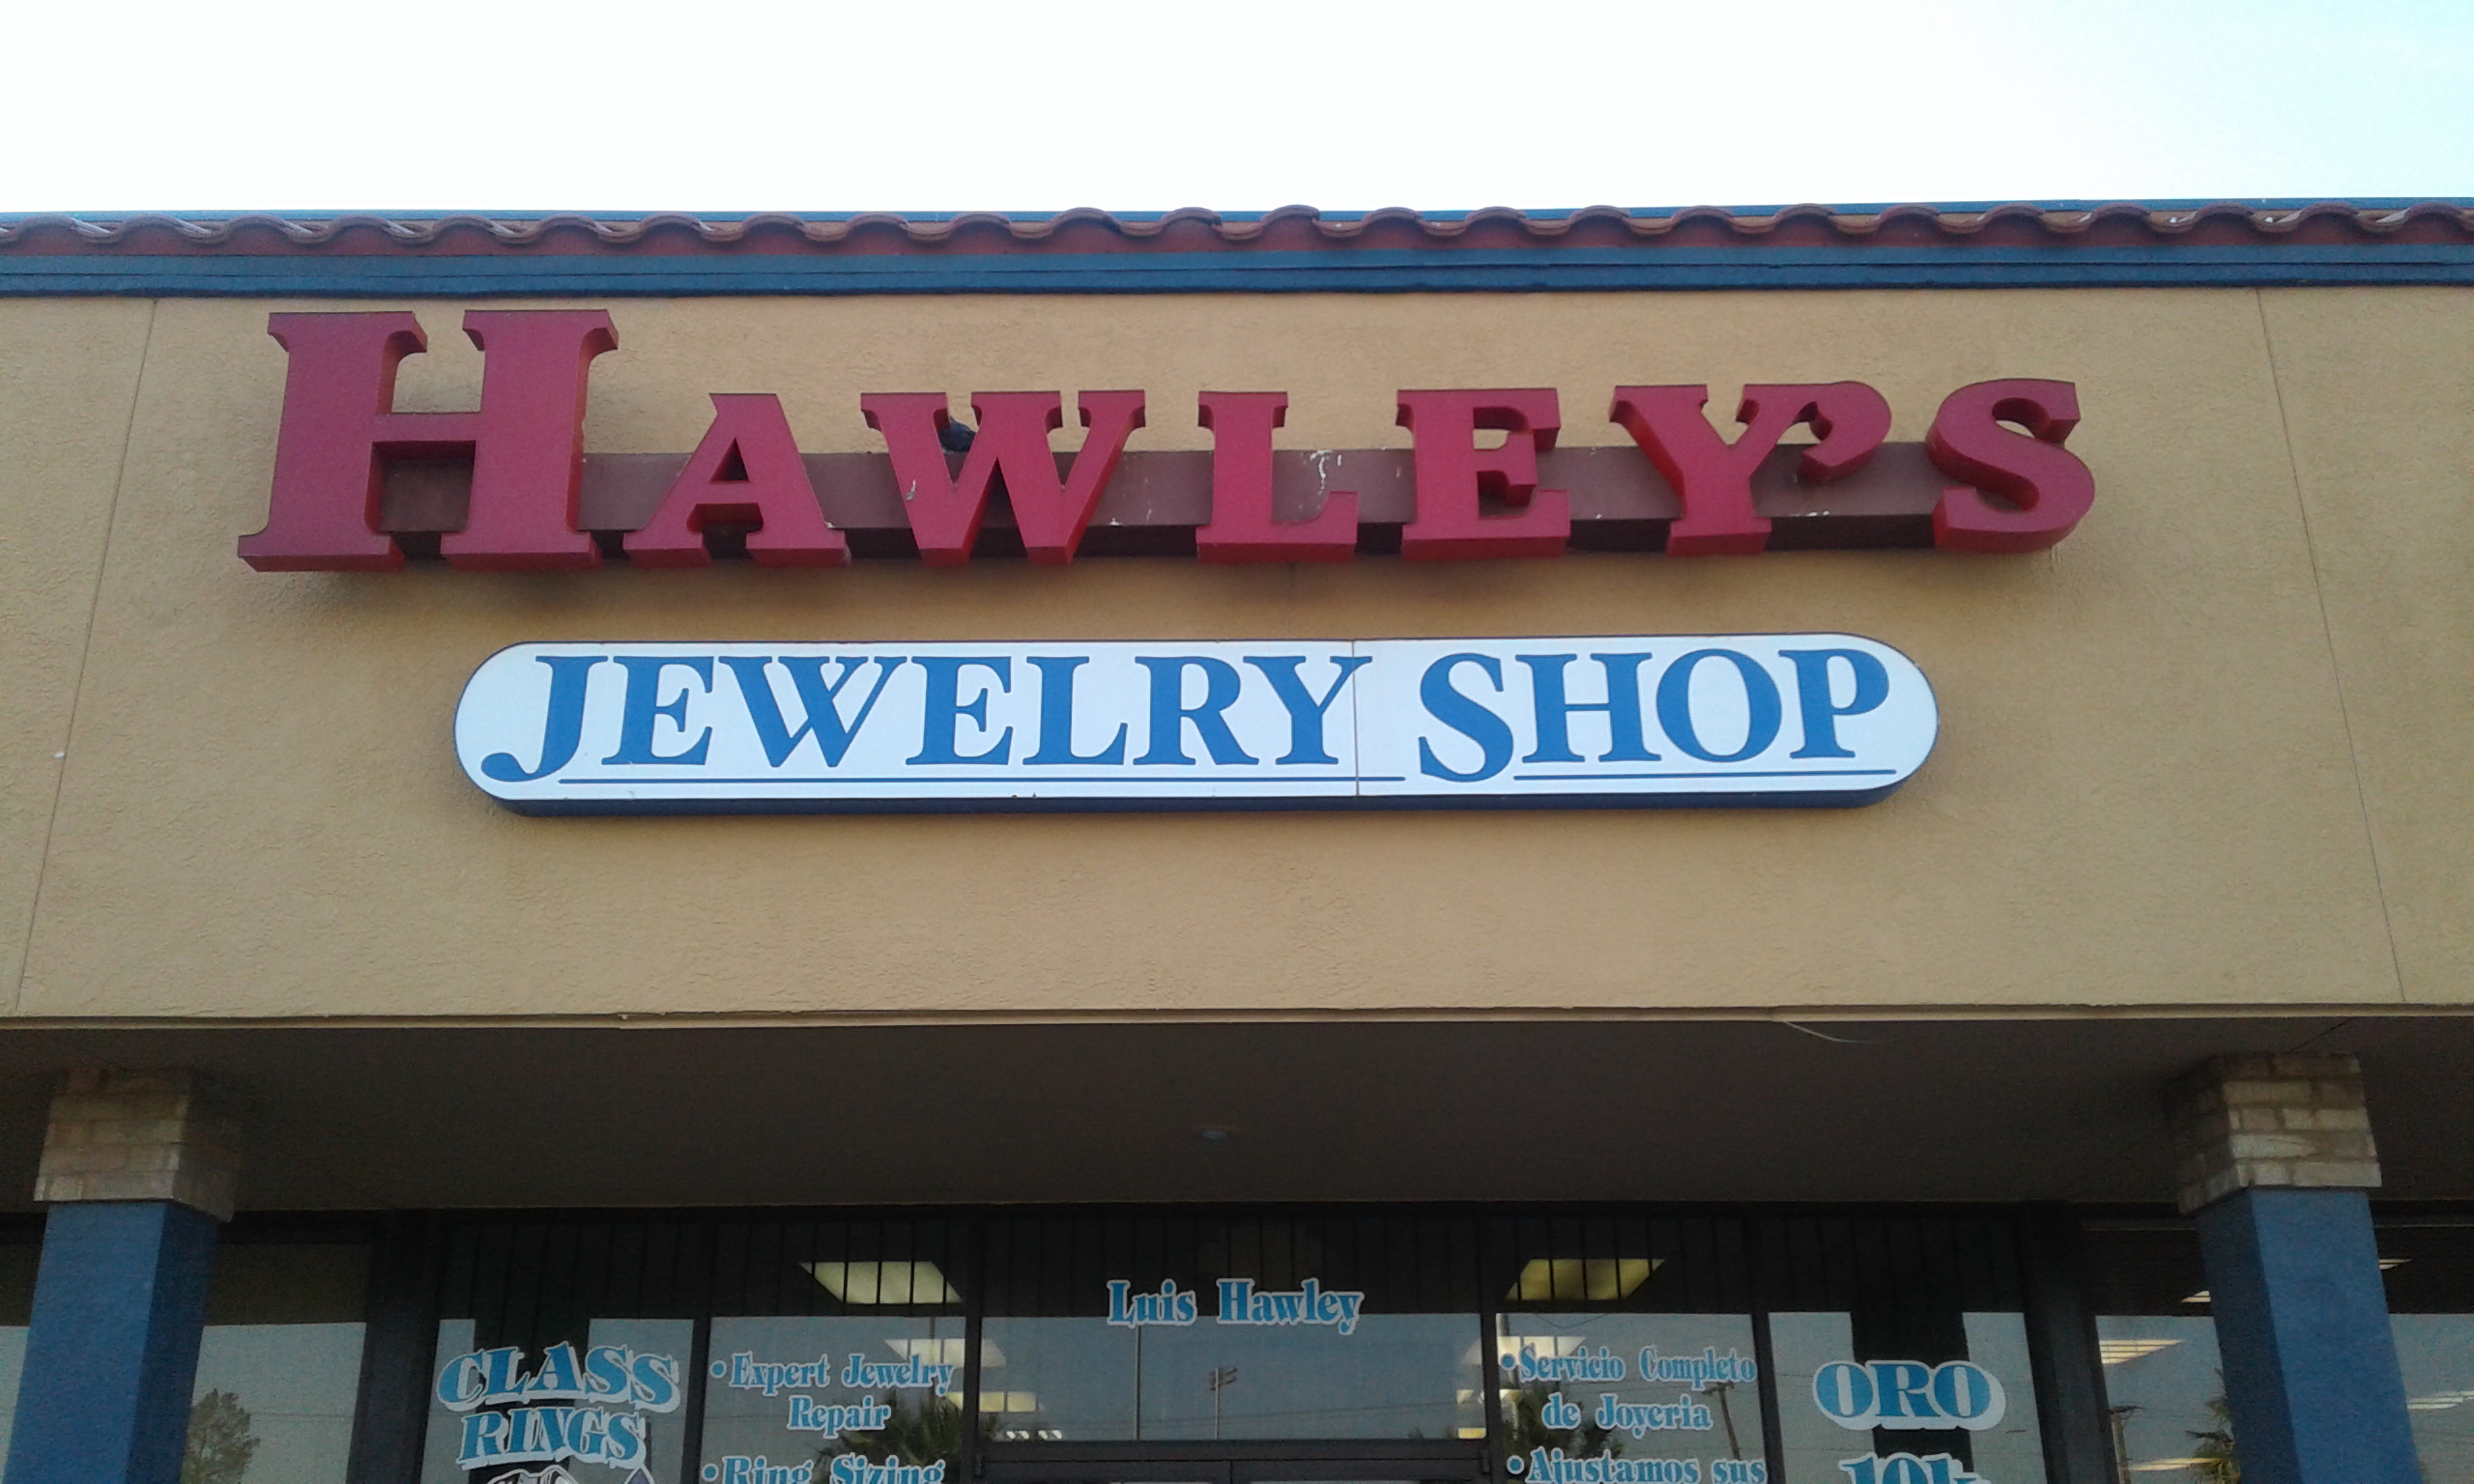 HAWLEY'S
JEWELRY SHOP
Luis Hawley
CLASS
RINGS
• Expert Jewelry
Repair
• Ring Sizing
• Servicio Completo
de Joyeria
• Ajustamos sus
ORO
10k